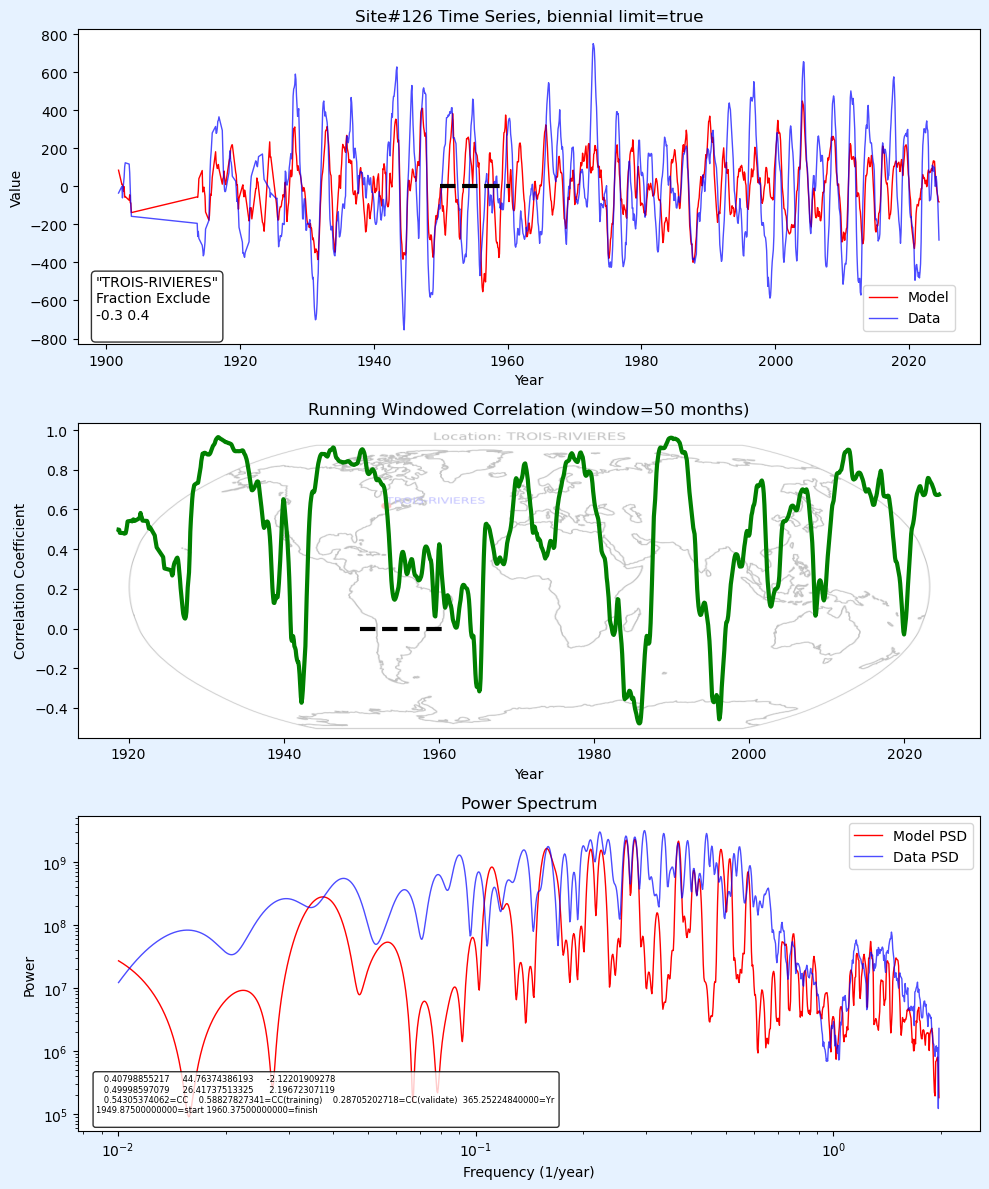 Site#126 Time Series, biennial limit=true
800
600
400
200
0
−200
−400
−600
−800
Value
"TROIS-RIVIERES"
Fraction Exclude
-0.3 0.4
Model
Data
1900
1920
1940
1960
1980
2000
2020
Year
Running Windowed Correlation (window=50 months)
Location: TROIS-RIVIERES
TROIS-RIVIERES
1.0
0.8
0.6
0.4
0.2
0.0
−0.2
−0.4
Correlation Coefficient
1920
1940
1960
1980
2000
2020
Year
Power Spectrum
Model PSD
Data PSD
10⁹
10⁸
10⁷
10⁶
10⁵
Power
0.40798855217 44.76374386193 -2.12201909278
0.49998597079 26.41737513325 2.19672307119
0.54305374062=CC 0.58827827341=CC(training) 0.28705202718=CC(validate) 365.25224840000=Yr
1949.87500000000=start 1960.37500000000=finish
10⁻²
10⁻¹
10⁰
Frequency (1/year)